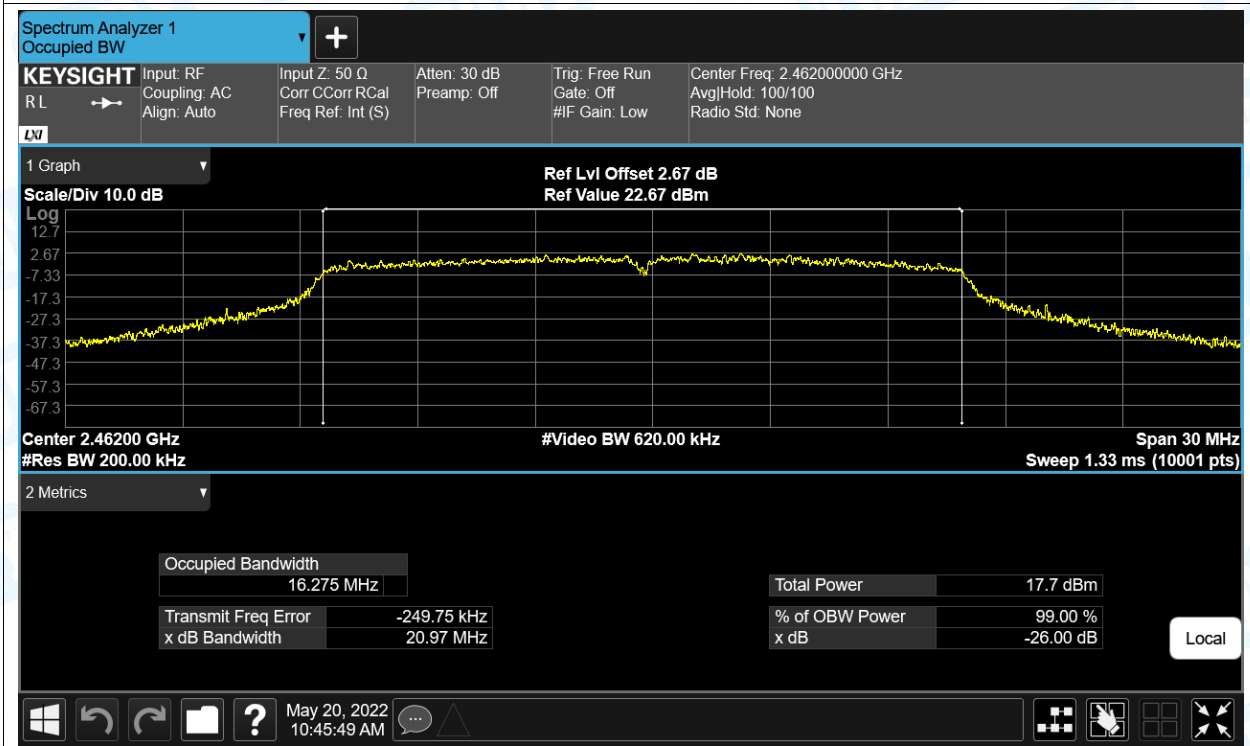 Spectrum Analyzer 1
Occupied BW
KEYSIGHT
R L
LXI
Input: RF
Coupling: AC
Align: Auto
Input Z: 50 Ω
Corr CCorr RCal
Freq Ref: Int (S)
Atten: 30 dB
Preamp: Off
Trig: Free Run
Gate: Off
#IF Gain: Low
Center Freq: 2.462000000 GHz
Avg|Hold: 100/100
Radio Std: None
1 Graph
Scale/Div 10.0 dB
Ref Lvl Offset 2.67 dB
Ref Value 22.67 dBm
Log
12.7
2.67
-7.33
-17.3
-27.3
-37.3
-47.3
-57.3
-67.3
Center 2.46200 GHz
#Video BW 620.00 kHz
Span 30 MHz
#Res BW 200.00 kHz
Sweep 1.33 ms (10001 pts)
2 Metrics
Occupied Bandwidth
16.275 MHz
Total Power 17.7 dBm
Transmit Freq Error -249.75 kHz
% of OBW Power 99.00 %
x dB Bandwidth 20.97 MHz
x dB -26.00 dB
Local
?
May 20, 2022
10:45:49 AM